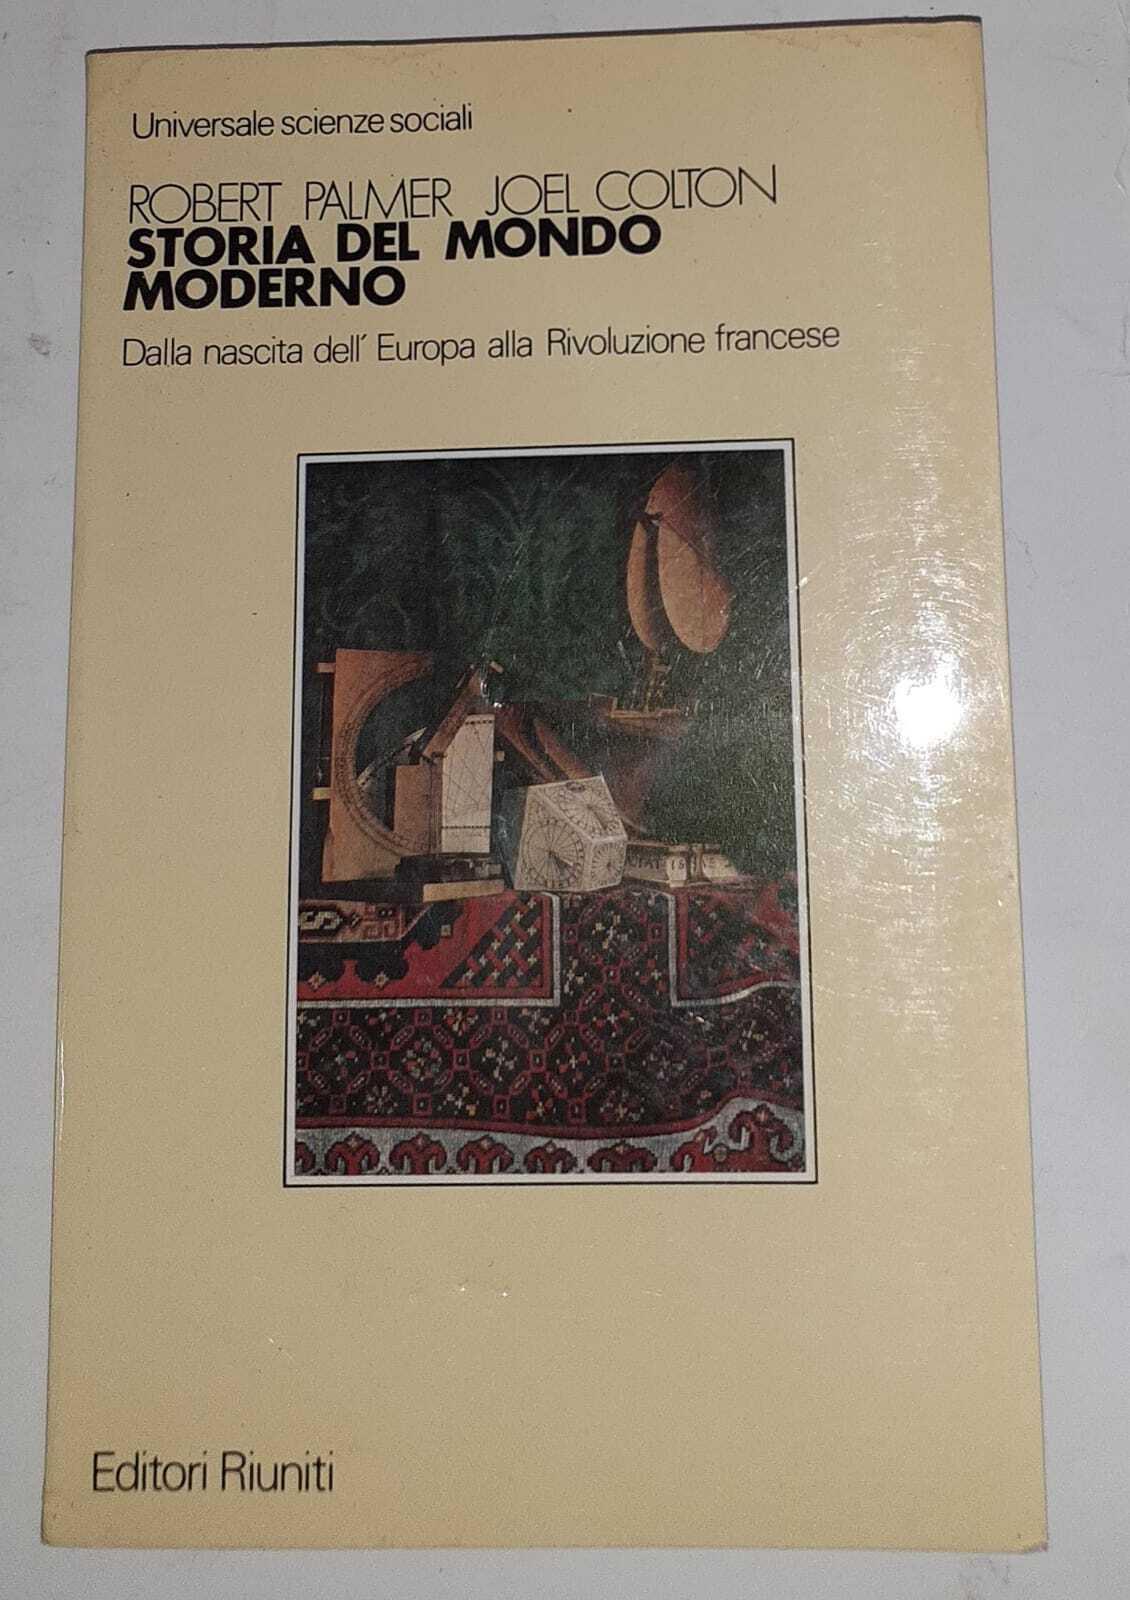 Universale scienze sociali
ROBERT PALMER JOEL COLTON
STORIA DEL MONDO
MODERNO
Dalla nascita dell' Europa alla Rivoluzione francese
Editori Riuniti